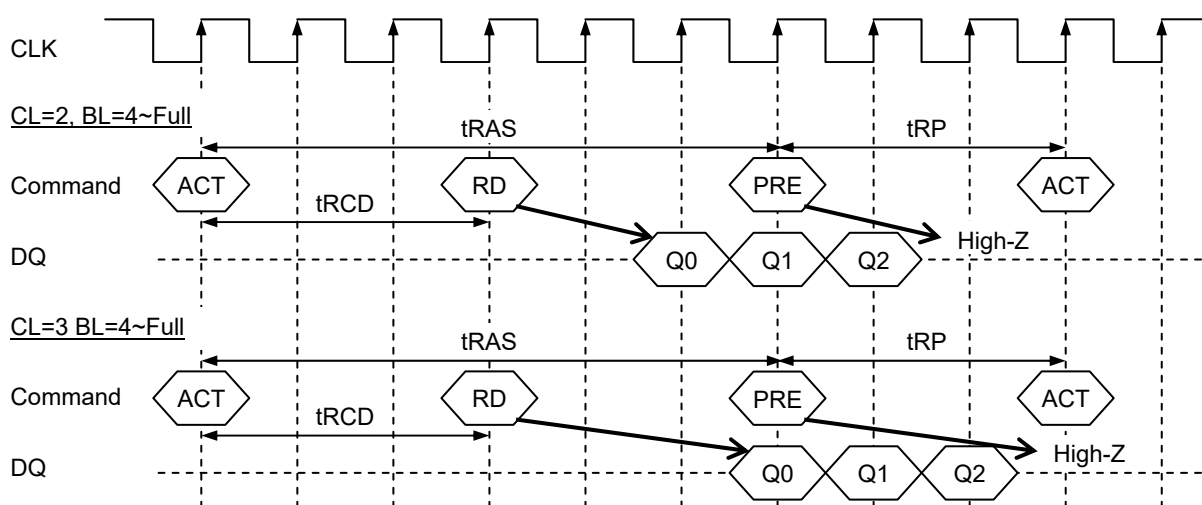 CLK
CL=2, BL=4~Full
tRAS tRP
Command ACT RD PRE ACT
tRCD
High-Z
DQ Q0 Q1 Q2
CL=3 BL=4~Full
tRAS tRP
Command ACT RD PRE ACT
tRCD
High-Z
DQ Q0 Q1 Q2